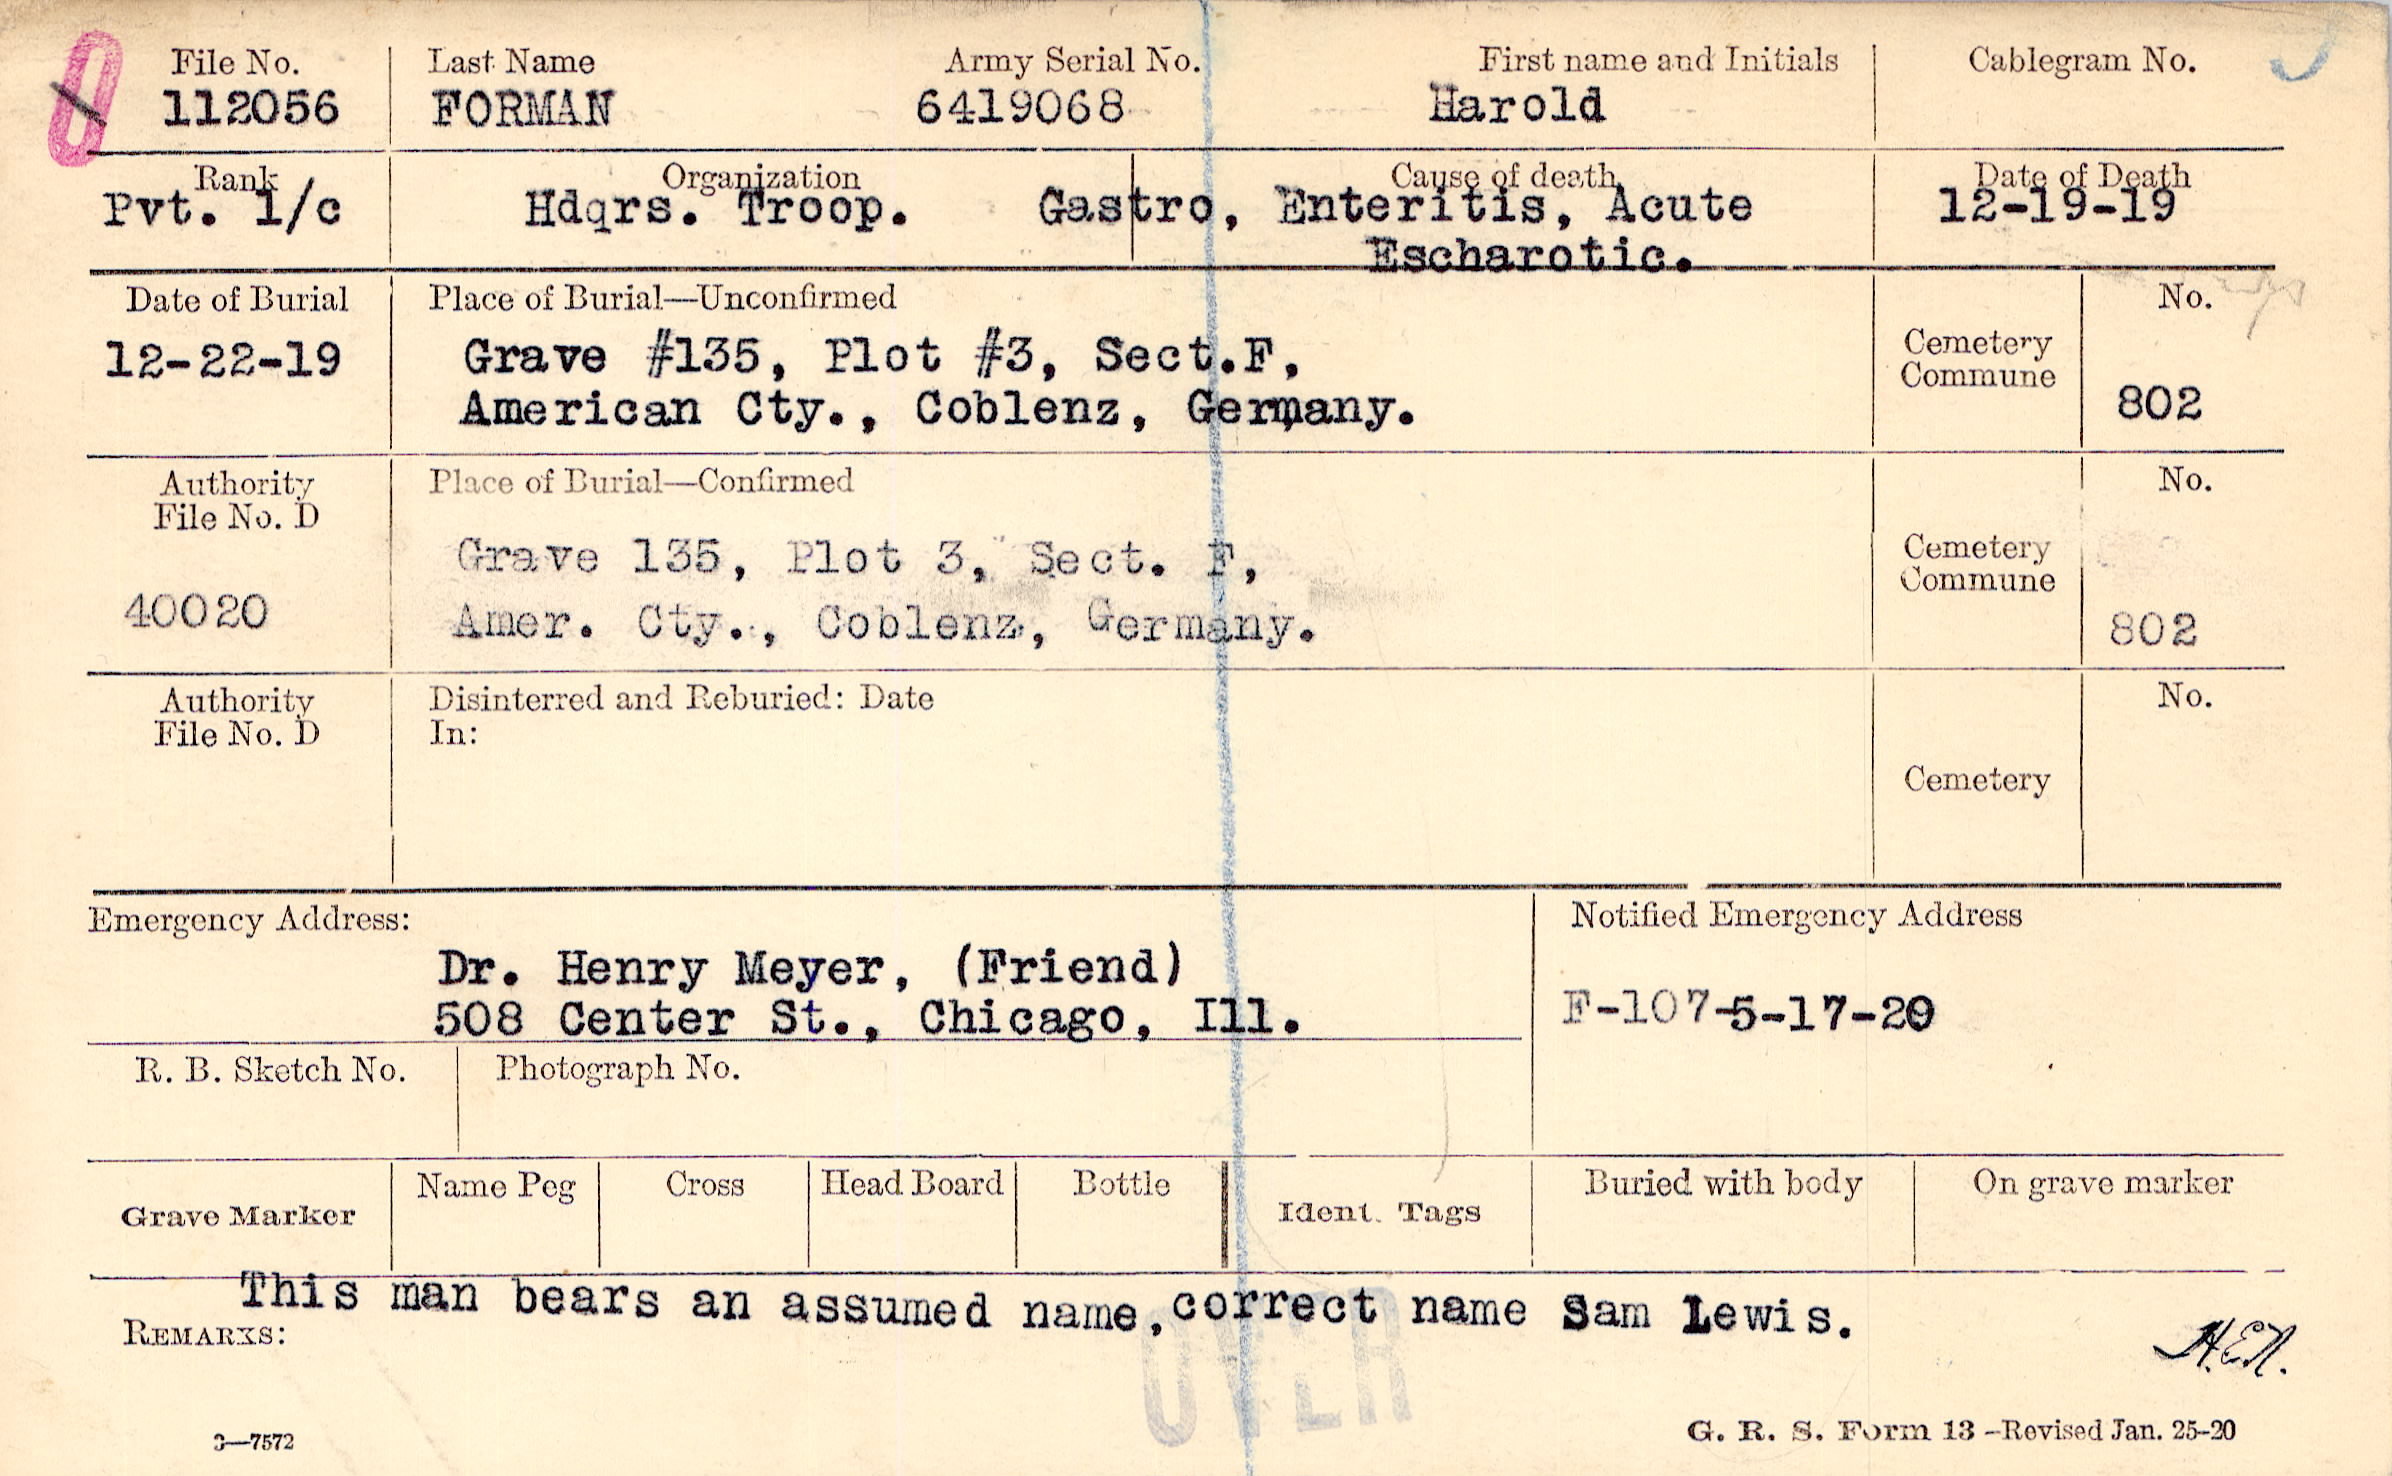 File No. Last Name Army Serial No. First name and Initials Cablegram No.
112056 FORMAN 6419068 Harold
Rank Organization Cause of death Date of Death
Pvt. 1/c Hdqrs. Troop. Gastro, Enteritis, Acute 12-19-19
Escharotic.
Date of Burial Place of Burial—Unconfirmed No.
12-22-19 Grave #135, Plot #3, Sect.F, Cemetery
Commune
American Cty., Coblenz, Germany. 802
Authority Place of Burial—Confirmed No.
File No. D
Grave 135, Plot 3, Sect. F, Cemetery
Commune
40020 Amer. Cty., Coblenz, Germany. 802
Authority Disinterred and Reburied: Date No.
File No. D In:
Cemetery
Emergency Address: Notified Emergency Address
Dr. Henry Meyer, (Friend)
508 Center St., Chicago, Ill. F-107-5-17-20
R. B. Sketch No. Photograph No.
Grave Marker Name Peg Cross Head Board Bottle Ident. Tags Buried with body On grave marker
This man bears an assumed name, correct name Sam Lewis.
REMARKS:
OVER
3—7572 G. R. S. Form 13 –Revised Jan. 25–20